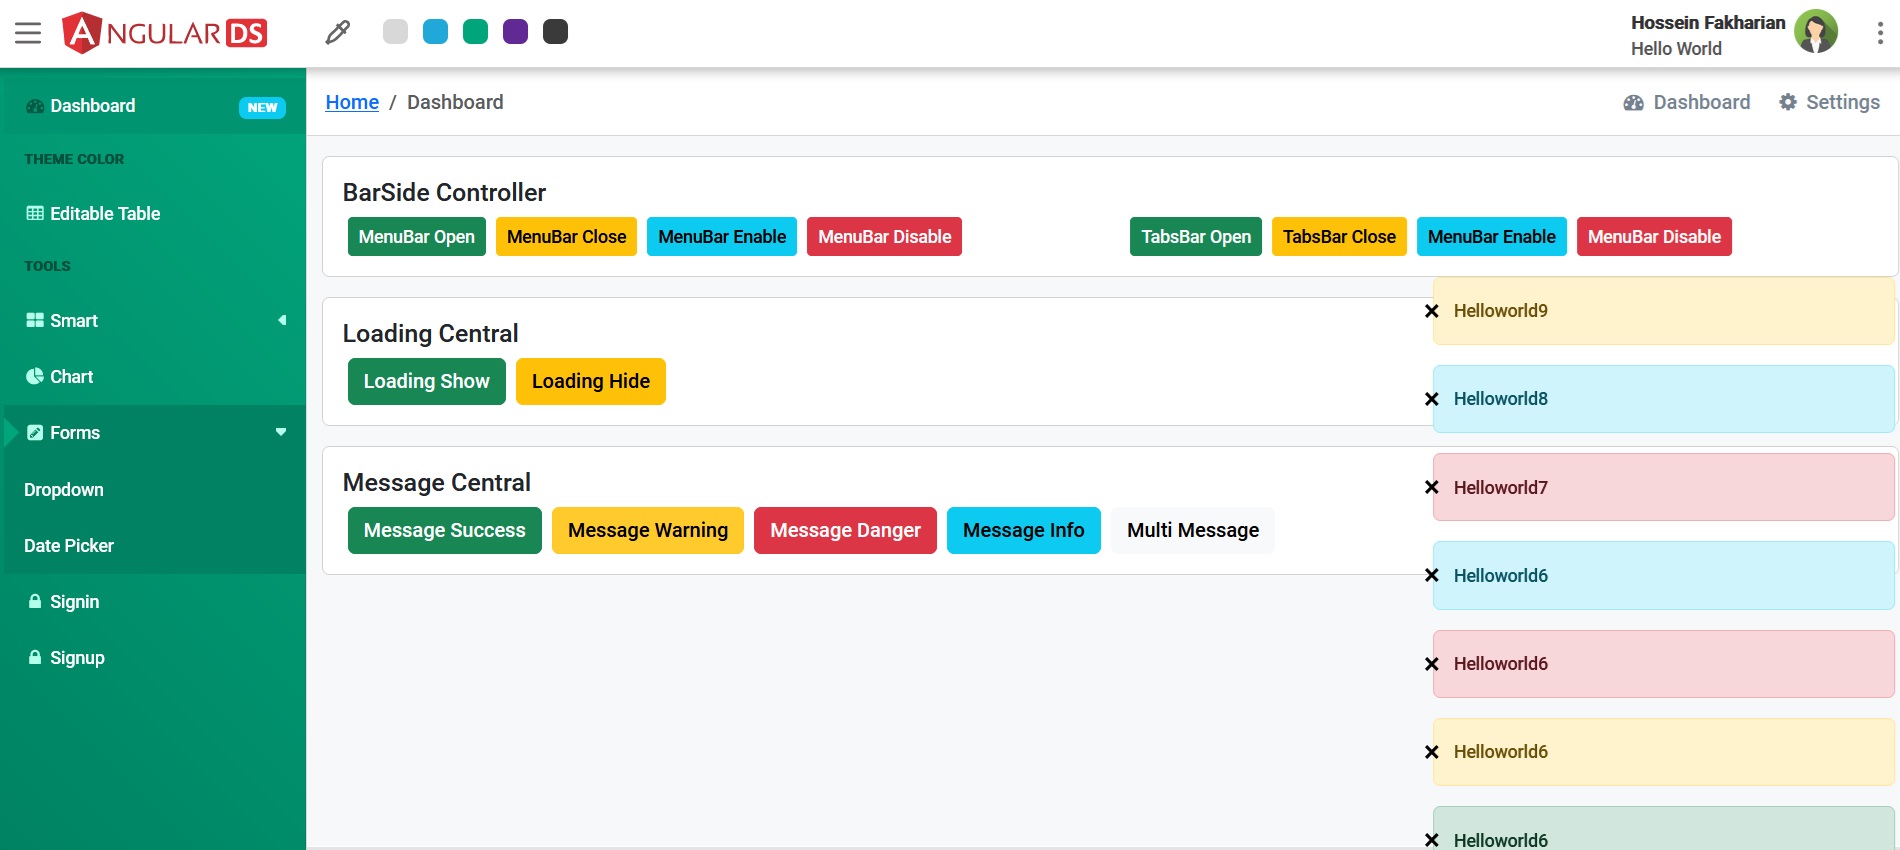 ANGULAR DS
Hossein Fakharian
Hello World
Dashboard NEW
THEME COLOR
Editable Table
TOOLS
Smart
Chart
Forms
Dropdown
Date Picker
Signin
Signup
Home / Dashboard
Dashboard Settings
BarSide Controller
MenuBar Open MenuBar Close MenuBar Enable MenuBar Disable
TabsBar Open TabsBar Close MenuBar Enable MenuBar Disable
Loading Central
Loading Show Loading Hide
Message Central
Message Success Message Warning Message Danger Message Info Multi Message
Helloworld9
Helloworld8
Helloworld7
Helloworld6
Helloworld6
Helloworld6
Helloworld6